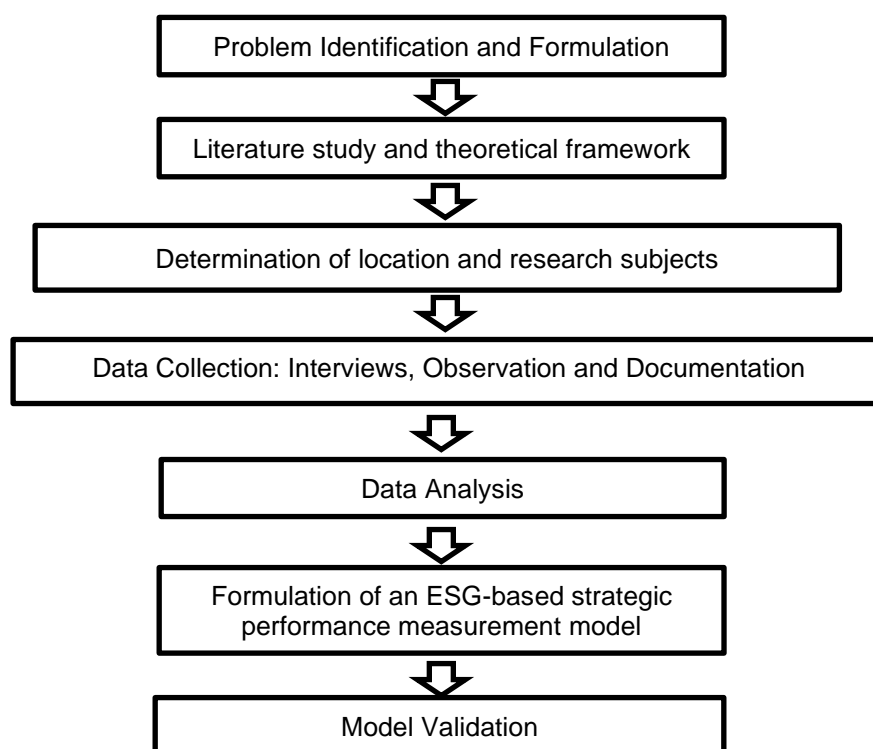 Problem Identification and Formulation
Literature study and theoretical framework
Determination of location and research subjects
Data Collection: Interviews, Observation and Documentation
Data Analysis
Formulation of an ESG-based strategic
performance measurement model
Model Validation